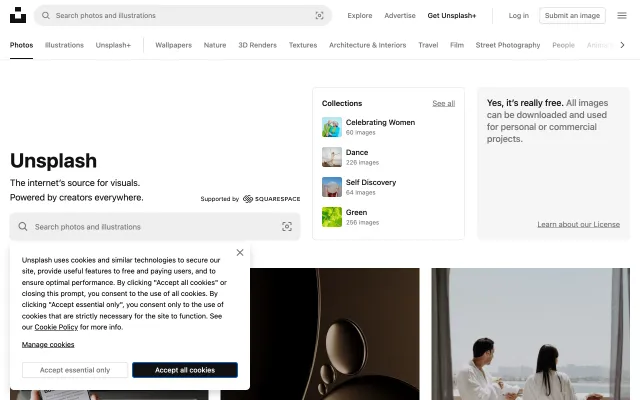 Search photos and illustrations
Explore
Advertise
Get Unsplash+
Log in
Submit an image
Photos
Illustrations
Unsplash+
Wallpapers
Nature
3D Renders
Textures
Architecture & Interiors
Travel
Film
Street Photography
People
Unsplash
The internet's source for visuals.
Powered by creators everywhere.
Supported by SQUARESPACE
Search photos and illustrations
Collections
See all
Celebrating Women
60 images
Dance
226 images
Self Discovery
64 images
Green
256 images
Yes, it's really free. All images
can be downloaded and used
for personal or commercial
projects.
Learn about our License
Unsplash uses cookies and similar technologies to secure our
site, provide useful features to free and paying users, and to
ensure optimal performance. By clicking "Accept all cookies" or
closing this prompt, you consent to the use of all cookies. By
clicking "Accept essential only", you consent only to the use of
cookies that are strictly necessary for the site to function. See
our Cookie Policy for more info.
Manage cookies
Accept essential only
Accept all cookies